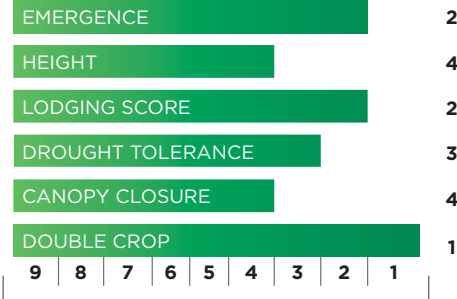 EMERGENCE 2
HEIGHT 4
LODGING SCORE 2
DROUGHT TOLERANCE 3
CANOPY CLOSURE 4
DOUBLE CROP 1
9 8 7 6 5 4 3 2 1